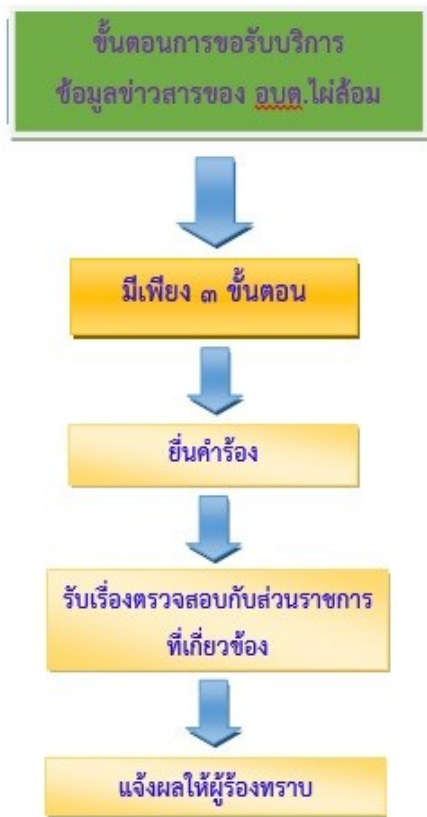 ขั้นตอนการขอรับบริการ
ข้อมูลข่าวสารของ อบต.ไผ่ล้อม
มีเพียง ๓ ขั้นตอน
ยื่นคำร้อง
รับเรื่องตรวจสอบกับส่วนราชการ
ที่เกี่ยวข้อง
แจ้งผลให้ผู้ร้องทราบ